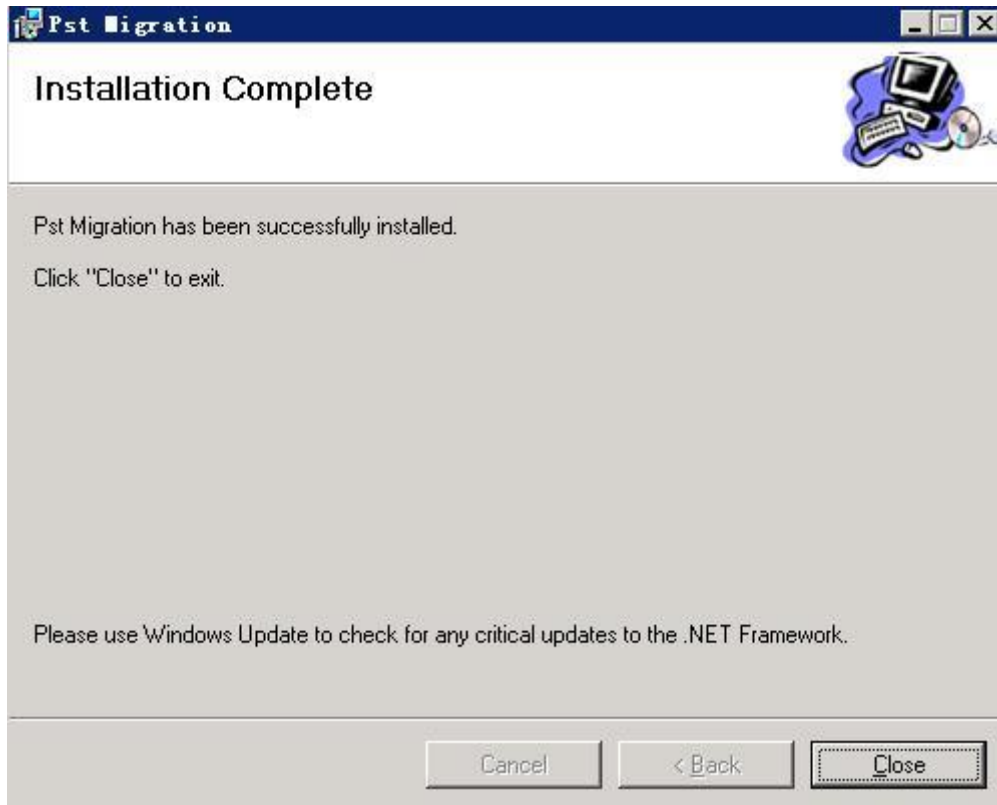 Pst Migration
Installation Complete
Pst Migration has been successfully installed.
Click "Close" to exit.
Please use Windows Update to check for any critical updates to the .NET Framework.
Cancel
< Back
Close